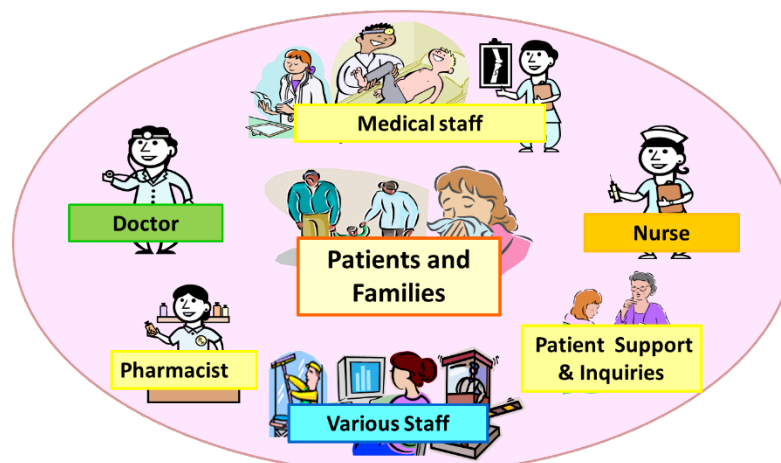 Medical staff
Doctor
Nurse
Patients and
Families
Pharmacist
Patient Support
& Inquiries
Various Staff